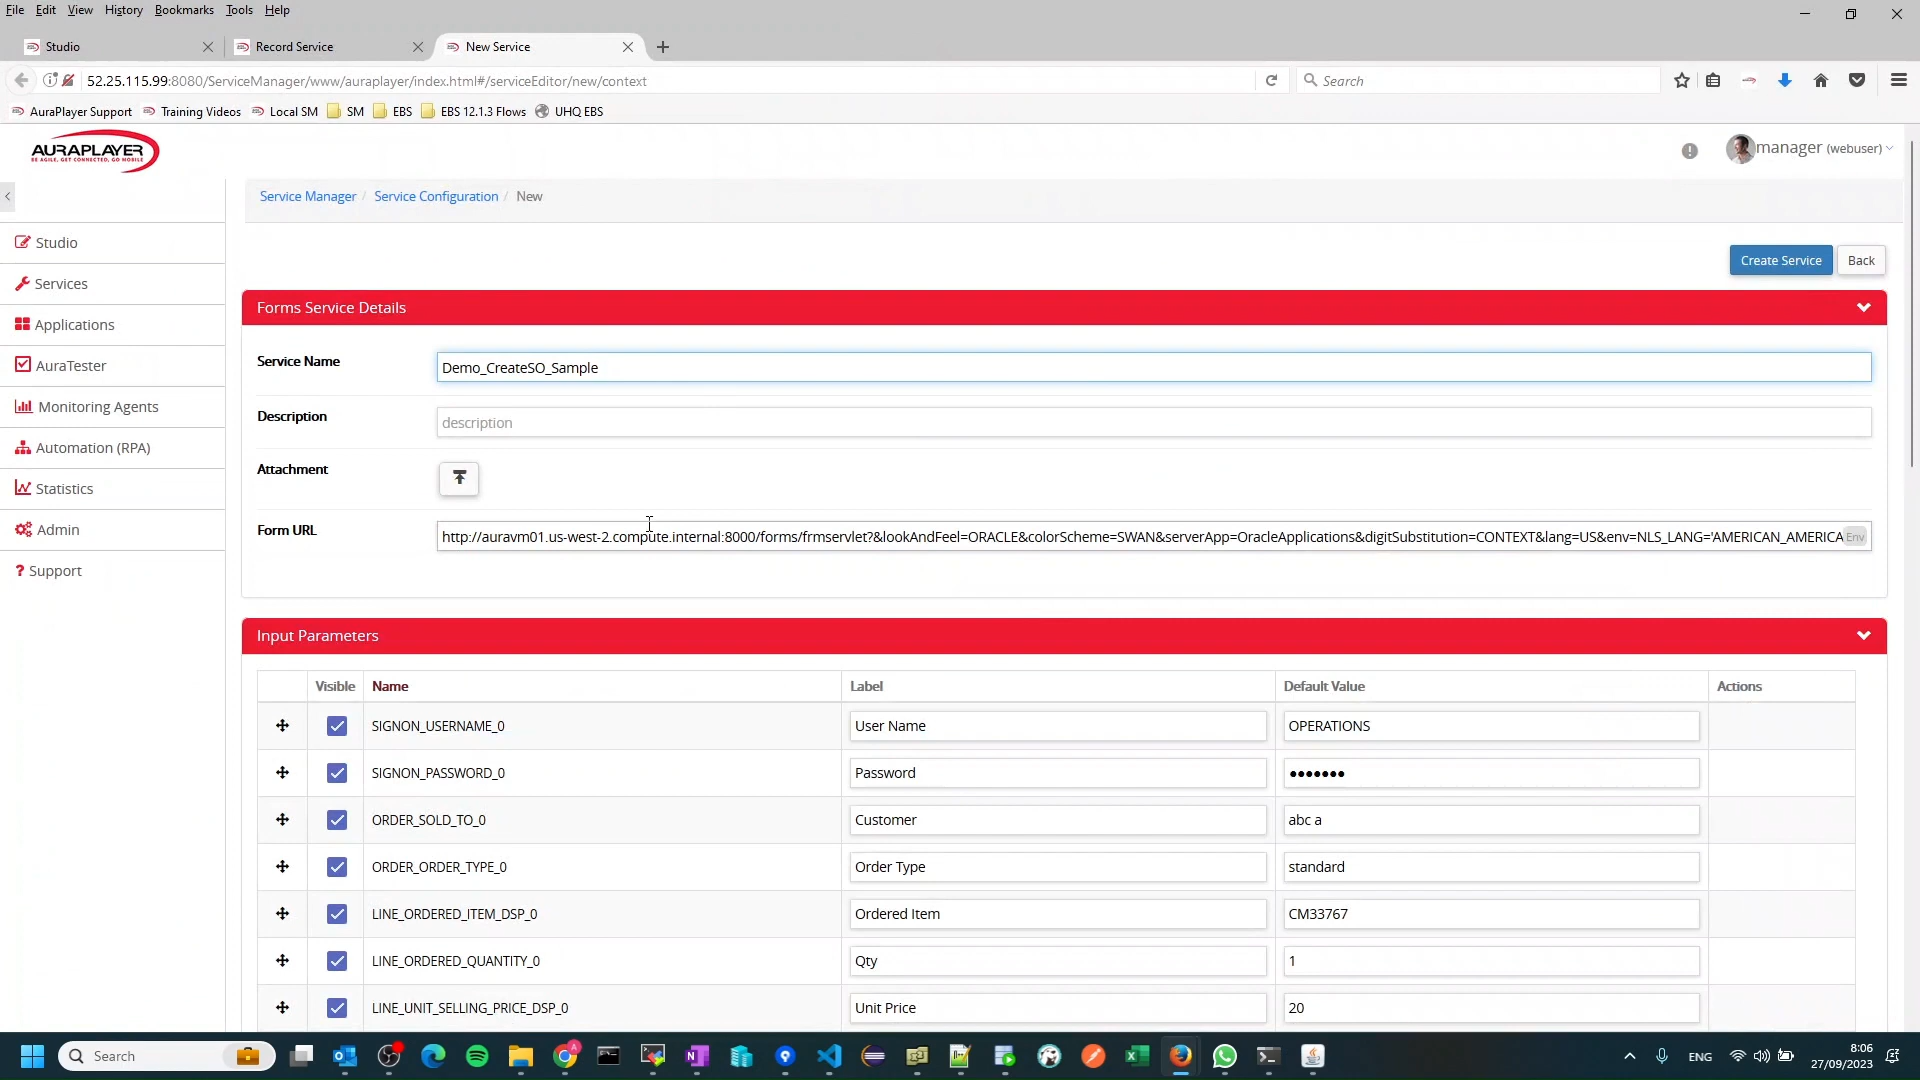 File Edit View History Bookmarks Tools Help
Studio
Record Service
New Service
52.25.115.99:8080/ServiceManager/www/auraplayer/index.html#/serviceEditor/new/context
Search
AuraPlayer Support Training Videos Local SM SM EBS EBS 12.1.3 Flows UHQ EBS
AURAPLAYER
BE AGILE, GET CONNECTED, GO MOBILE
manager (webuser)
Service Manager / Service Configuration / New
Studio
Services
Applications
AuraTester
Monitoring Agents
Automation (RPA)
Statistics
Admin
? Support
Create Service Back
Forms Service Details
Service Name Demo_CreateSO_Sample
Description description
Attachment
Form URL http://auravm01.us-west-2.compute.internal:8000/forms/frmservlet?&lookAndFeel=ORACLE&colorScheme=SWAN&serverApp=OracleApplications&digitSubstitution=CONTEXT&lang=US&env=NLS_LANG='AMERICAN_AMERICA Env
Input Parameters
Visible Name Label Default Value Actions
SIGNON_USERNAME_0 User Name OPERATIONS
SIGNON_PASSWORD_0 Password •••••••
ORDER_SOLD_TO_0 Customer abc a
ORDER_ORDER_TYPE_0 Order Type standard
LINE_ORDERED_ITEM_DSP_0 Ordered Item CM33767
LINE_ORDERED_QUANTITY_0 Qty 1
LINE_UNIT_SELLING_PRICE_DSP_0 Unit Price 20
Search
ENG
8:06
27/09/2023